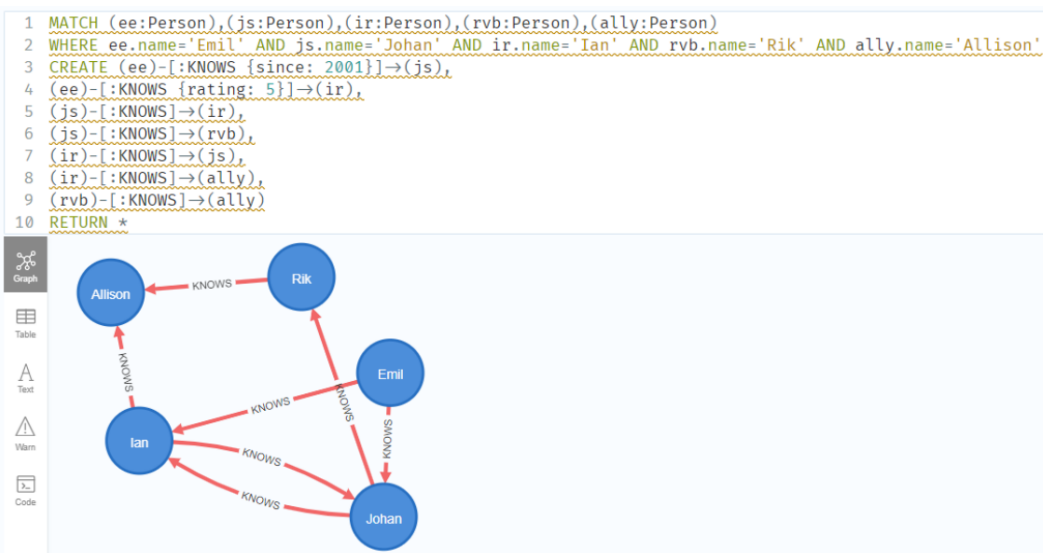 1 MATCH (ee:Person),(js:Person),(ir:Person),(rvb:Person),(ally:Person)
2 WHERE ee.name='Emil' AND js.name='Johan' AND ir.name='Ian' AND rvb.name='Rik' AND ally.name='Allison'
3 CREATE (ee)-[:KNOWS {since: 2001}]→(js),
4 (ee)-[:KNOWS {rating: 5}]→(ir),
5 (js)-[:KNOWS]→(ir),
6 (js)-[:KNOWS]→(rvb),
7 (ir)-[:KNOWS]→(js),
8 (ir)-[:KNOWS]→(ally),
9 (rvb)-[:KNOWS]→(ally)
10 RETURN *
Graph
Table
A
Text
Warn
Code
Rik
KNOWS
Allison
KNOWS
Emil
KNOWS
KNOWS
KNOWS
Ian
KNOWS
KNOWS
Johan